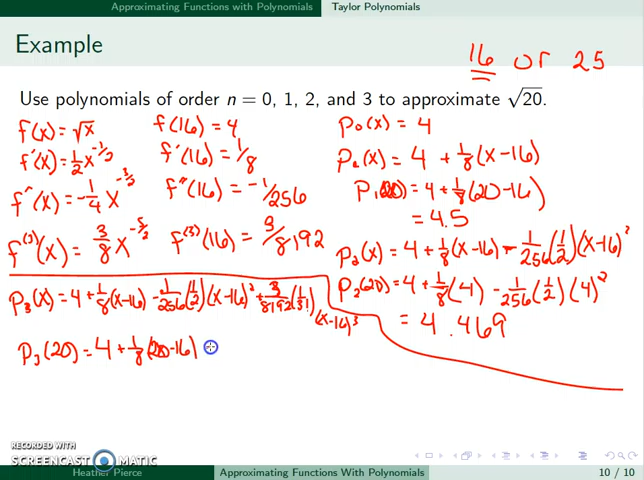 Approximating Functions with Polynomials Taylor Polynomials
Example
16 or 25
Use polynomials of order n = 0, 1, 2, and 3 to approximate √20.
f(x) = √x
f'(x) = 1/2 x^-1/2
f''(x) = -1/4 x^-3/2
f^(3)(x) = 3/8 x^-5/2
f(16) = 4
f'(16) = 1/8
f''(16) = -1/256
f^(3)(16) = 3/8192
P₀(x) = 4
P₁(x) = 4 + 1/8(x-16)
P₁(20) = 4 + 1/8(20-16)
= 4.5
P₂(x) = 4 + 1/8(x-16) - 1/256(1/2)(x-16)²
P₂(20) = 4 + 1/8(4) - 1/256(1/2)(4)²
= 4.469
P₃(x) = 4 + 1/8(x-16) - 1/256(1/2)(x-16)² + 3/8192(1/3!)
(x-16)³
P₃(20) = 4 + 1/8(20-16)
RECORDED WITH
SCREENCAST MATIC
Heather Pierce Approximating Functions With Polynomials 10 / 10